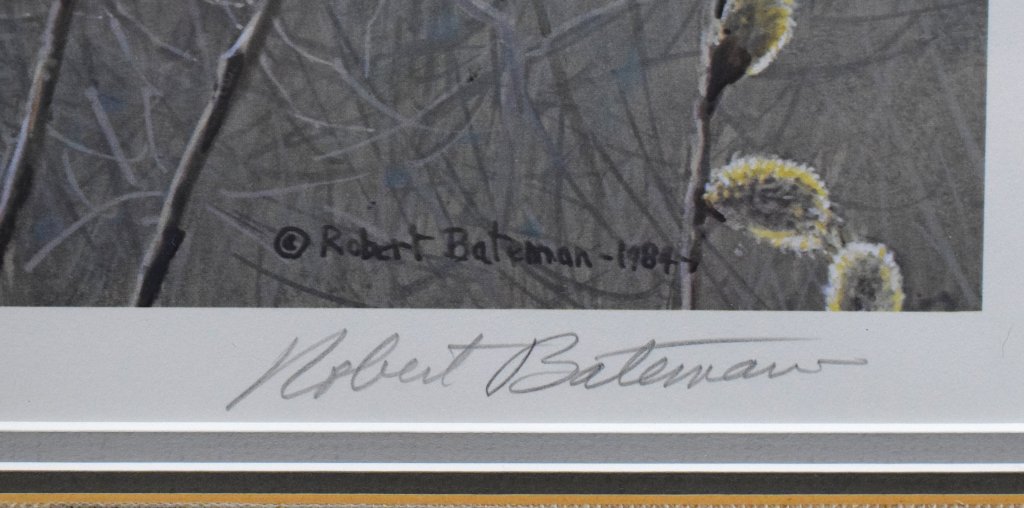 © Robert Bateman - 1984 -
Robert Bateman